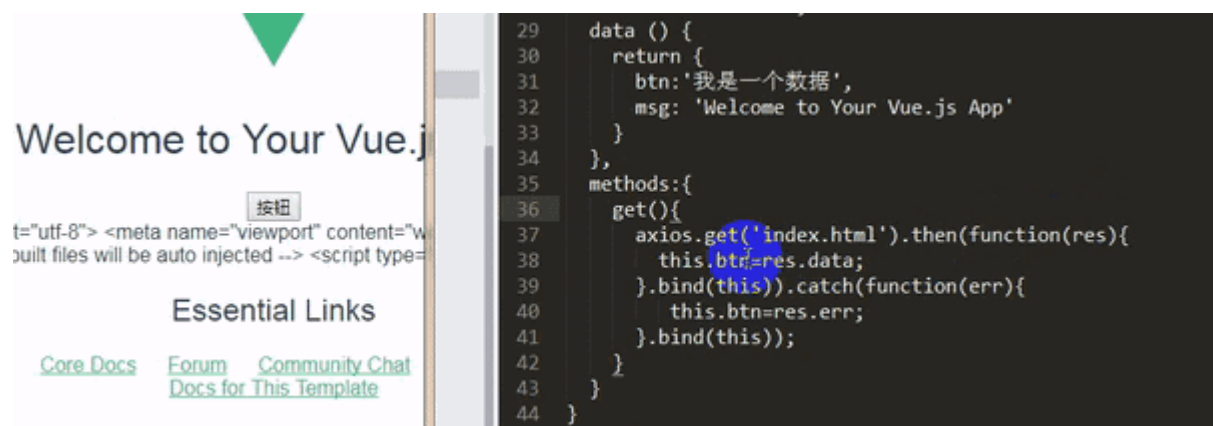 Welcome to Your Vue.j
按钮
t="utf-8"> <meta name="viewport" content="w
built files will be auto injected --> <script type=
Essential Links
Core Docs Forum Community Chat
Docs for This Template
29 data () {
30 return {
31 btn:'我是一个数据',
32 msg: 'Welcome to Your Vue.js App'
33 }
34 },
35 methods:{
36 get(){
37 axios.get('index.html').then(function(res){
38 this.btn=res.data;
39 }.bind(this)).catch(function(err){
40 this.btn=res.err;
41 }.bind(this));
42 }
43 }
44 }